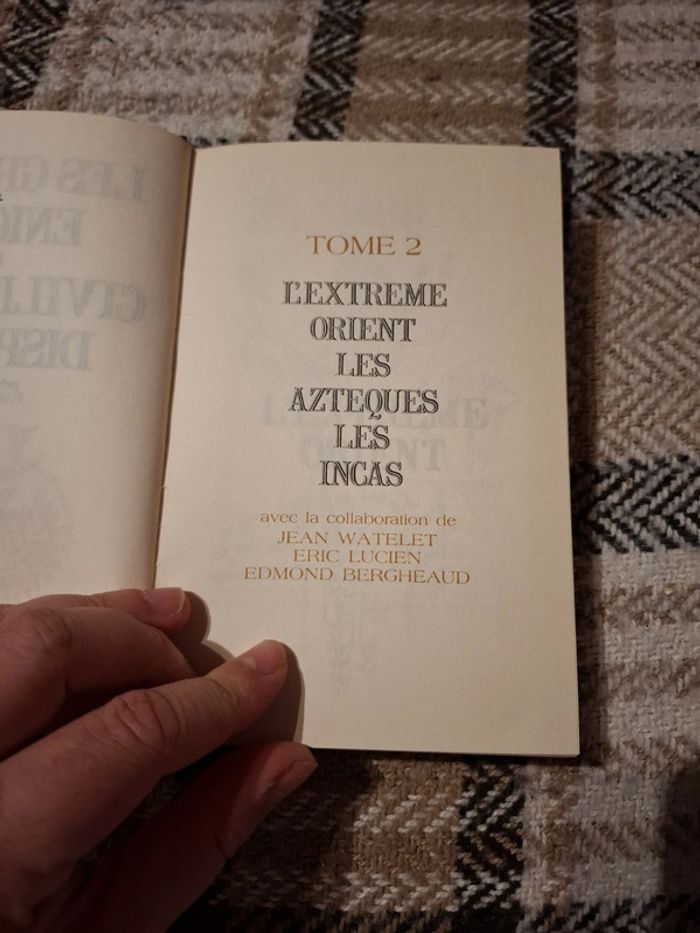 TOME 2
L'EXTREME
ORIENT
LES
AZTEQUES
LES
INCAS
avec la collaboration de
JEAN WATELET
ERIC LUCIEN
EDMOND BERGHEAUD